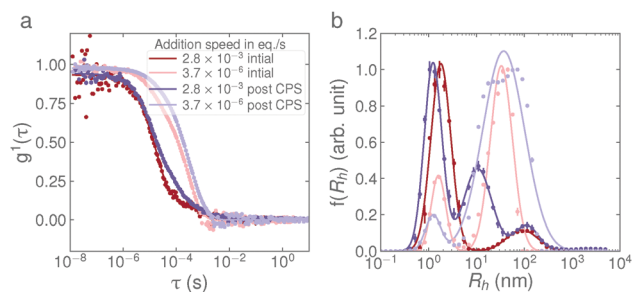 a
b
Addition speed in eq./s
2.8 × 10⁻³ intial
3.7 × 10⁻⁶ intial
2.8 × 10⁻³ post CPS
3.7 × 10⁻⁶ post CPS
1.00
0.75
0.50
0.25
0.00
g¹(τ)
10⁻⁸ 10⁻⁶ 10⁻⁴ 10⁻² 10⁰
τ (s)
1.2
1.0
0.8
0.6
0.4
0.2
0.0
f(Rₕ) (arb. unit)
10⁻¹ 10⁰ 10¹ 10² 10³ 10⁴
Rₕ (nm)